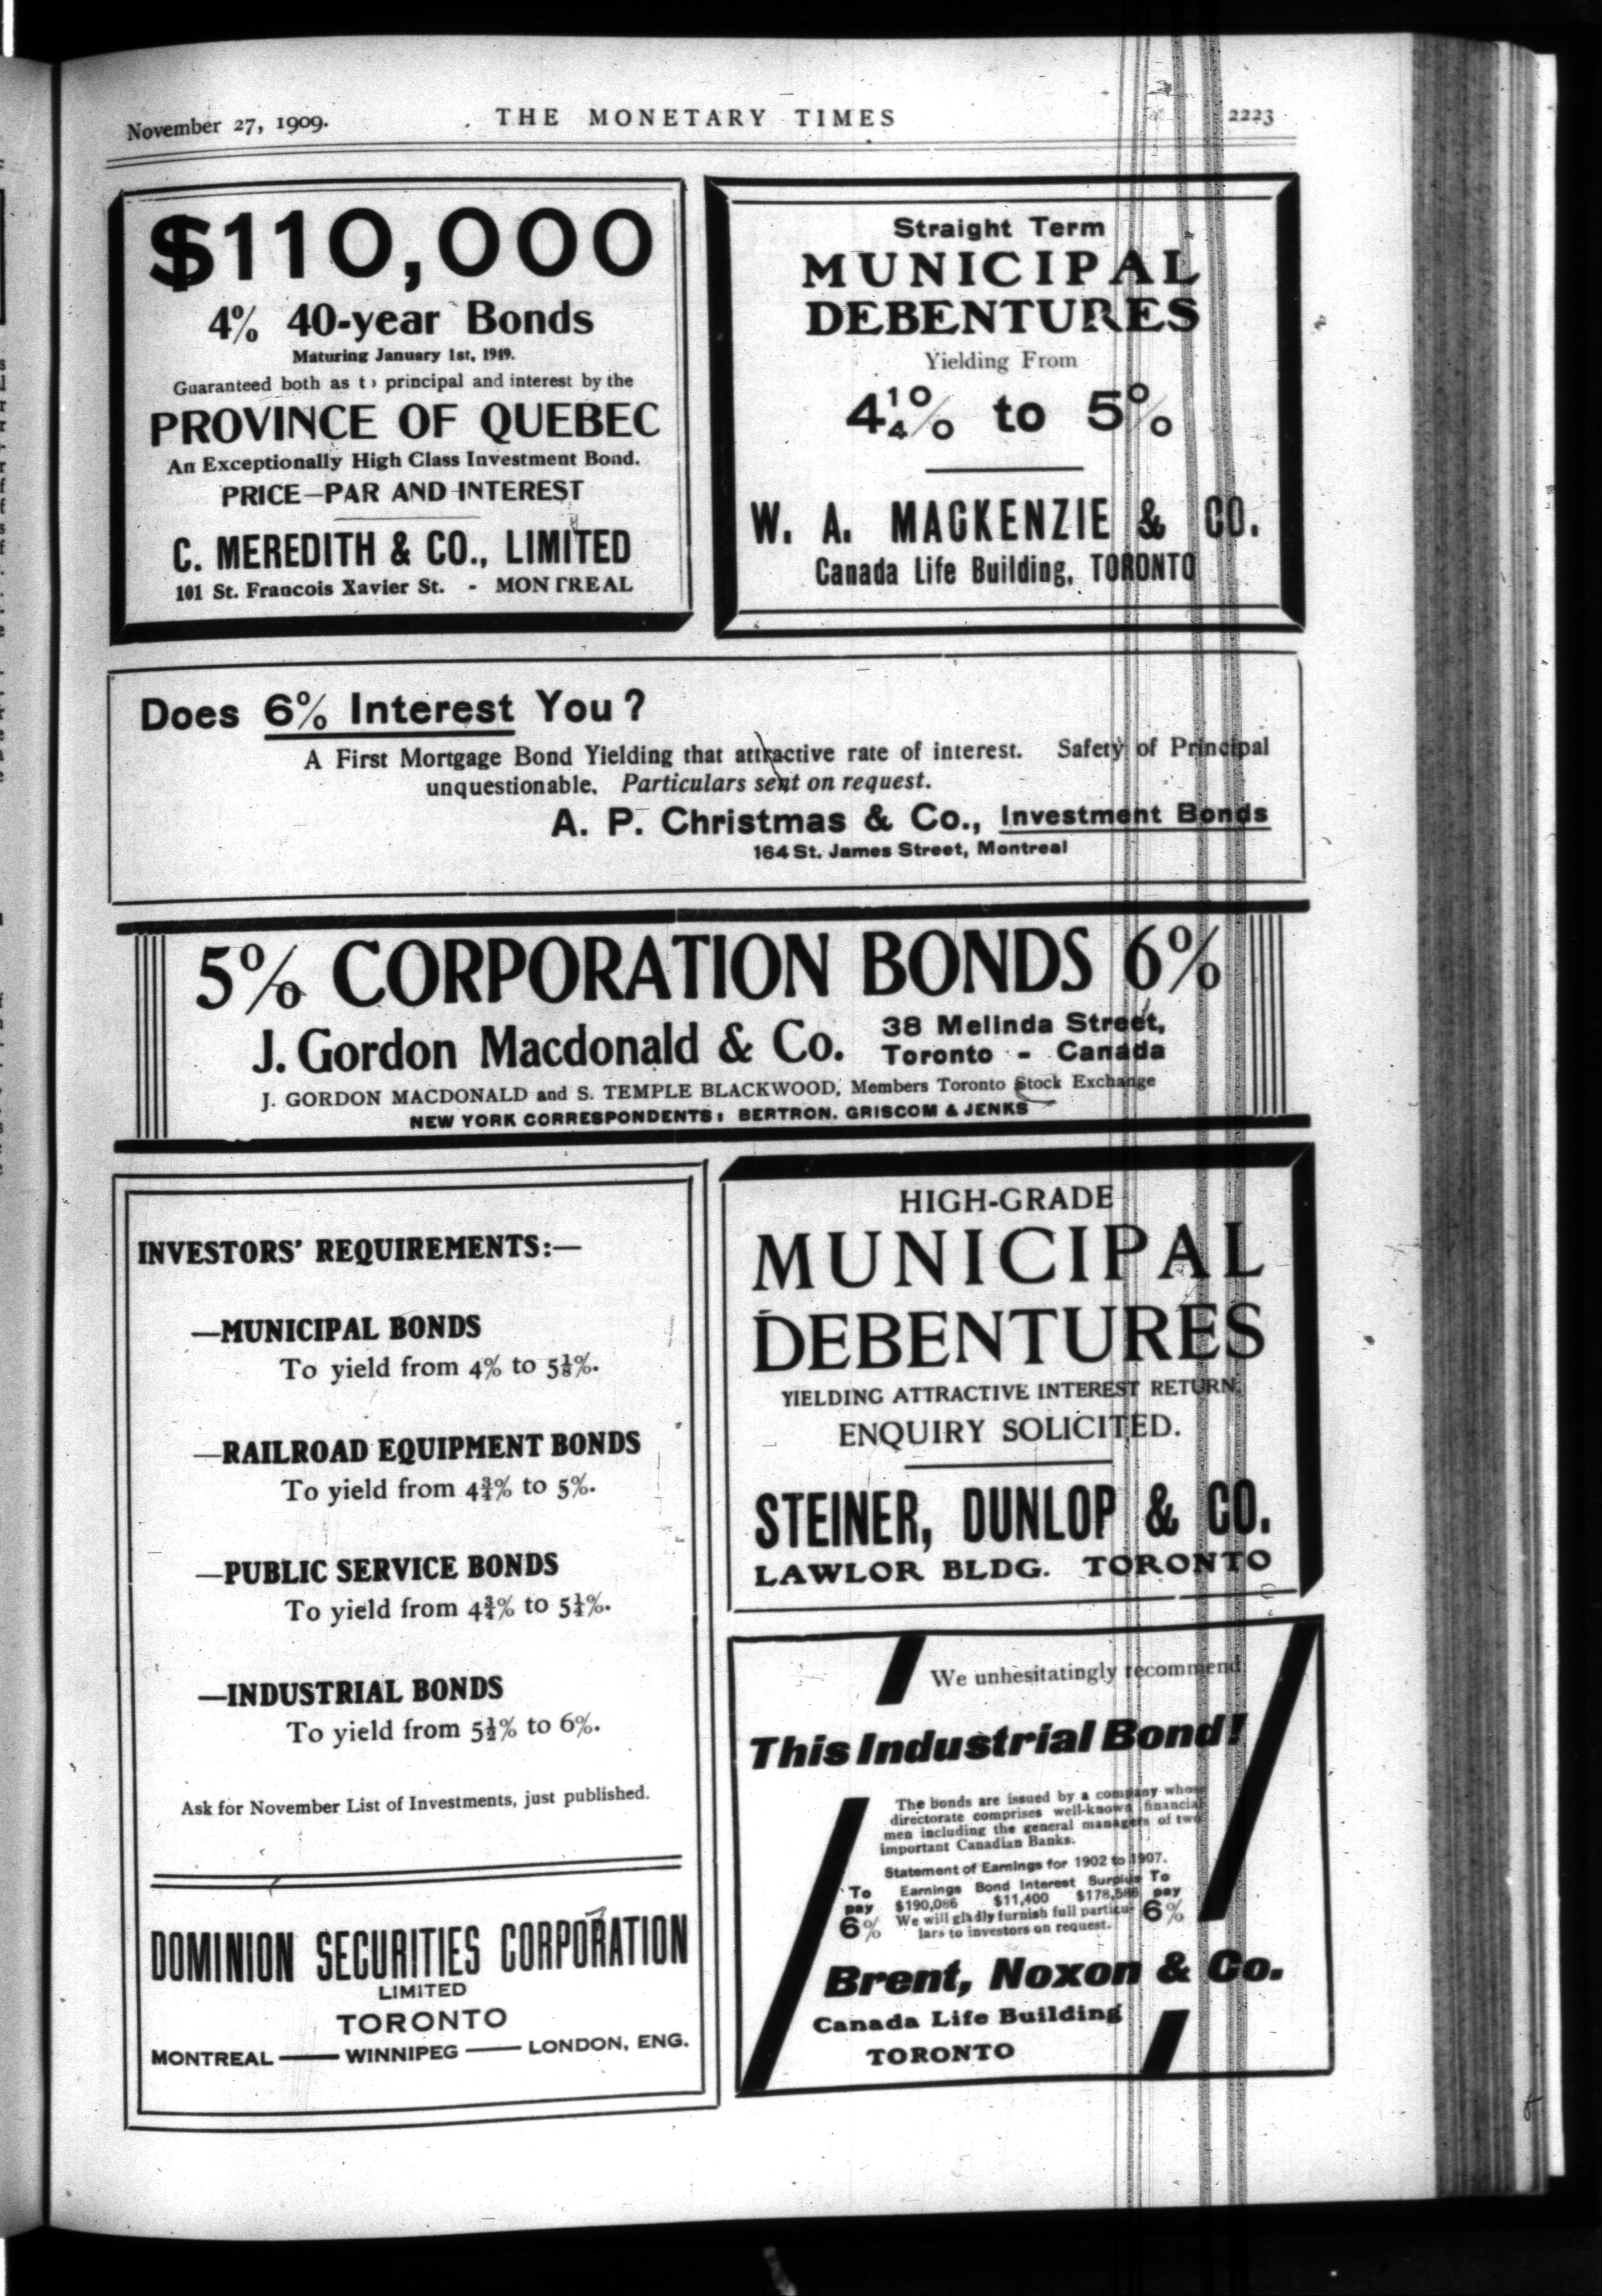 November 27, 1909.
THE MONETARY TIMES
2223
$110,000
4% 40-year Bonds
Maturing January 1st, 1949.
Guaranteed both as to principal and interest by the
PROVINCE OF QUEBEC
An Exceptionally High Class Investment Bond.
PRICE—PAR AND INTEREST
C. MEREDITH & CO., LIMITED
101 St. Francois Xavier St. - MONTREAL
Straight Term
MUNICIPAL
DEBENTURES
Yielding From
4¼% to 5%
W. A. MACKENZIE & CO.
Canada Life Building, TORONTO
Does 6% Interest You?
A First Mortgage Bond Yielding that attractive rate of interest. Safety of Principal
unquestionable. Particulars sent on request.
A. P. Christmas & Co., Investment Bonds
164 St. James Street, Montreal
5% CORPORATION BONDS 6%
J. Gordon Macdonald & Co.
38 Melinda Street,
Toronto - Canada
J. GORDON MACDONALD and S. TEMPLE BLACKWOOD, Members Toronto Stock Exchange
NEW YORK CORRESPONDENTS: BERTRON, GRISCOM & JENKS
INVESTORS' REQUIREMENTS:—
—MUNICIPAL BONDS
To yield from 4% to 5⅛%.
—RAILROAD EQUIPMENT BONDS
To yield from 4¾% to 5%.
—PUBLIC SERVICE BONDS
To yield from 4¾% to 5¼%.
—INDUSTRIAL BONDS
To yield from 5½% to 6%.
Ask for November List of Investments, just published.
DOMINION SECURITIES CORPORATION
LIMITED
TORONTO
MONTREAL — WINNIPEG — LONDON, ENG.
HIGH-GRADE
MUNICIPAL
DEBENTURES
YIELDING ATTRACTIVE INTEREST RETURN.
ENQUIRY SOLICITED.
STEINER, DUNLOP & CO.
LAWLOR BLDG. TORONTO
We unhesitatingly recommend
This Industrial Bond!
The bonds are issued by a company whose
directorate comprises well-known financial
men including the general managers of two
important Canadian Banks.
Statement of Earnings for 1902 to 1907.
To Earnings Bond Interest Surplus To
pay $190,086 $11,400 $178,586 pay
6% We will gladly furnish full particu- 6%
lars to investors on request.
Brent, Noxon & Co.
Canada Life Building
TORONTO